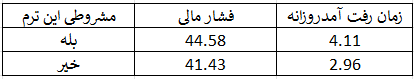 مشروطی این ترم	فشار مالی	زمان رفت آمدروزانه
بله	44.58	4.11
خیر	41.43	2.96